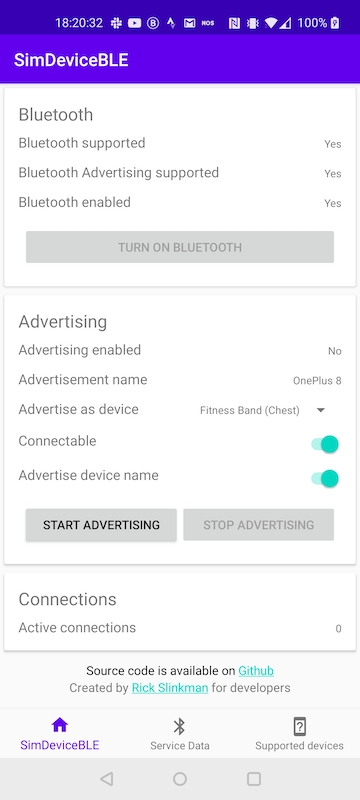 18:20:32 NOS 100%
SimDeviceBLE
Bluetooth
Bluetooth supported Yes
Bluetooth Advertising supported Yes
Bluetooth enabled Yes
TURN ON BLUETOOTH
Advertising
Advertising enabled No
Advertisement name OnePlus 8
Advertise as device Fitness Band (Chest)
Connectable
Advertise device name
START ADVERTISING STOP ADVERTISING
Connections
Active connections 0
Source code is available on Github
Created by Rick Slinkman for developers
SimDeviceBLE Service Data Supported devices